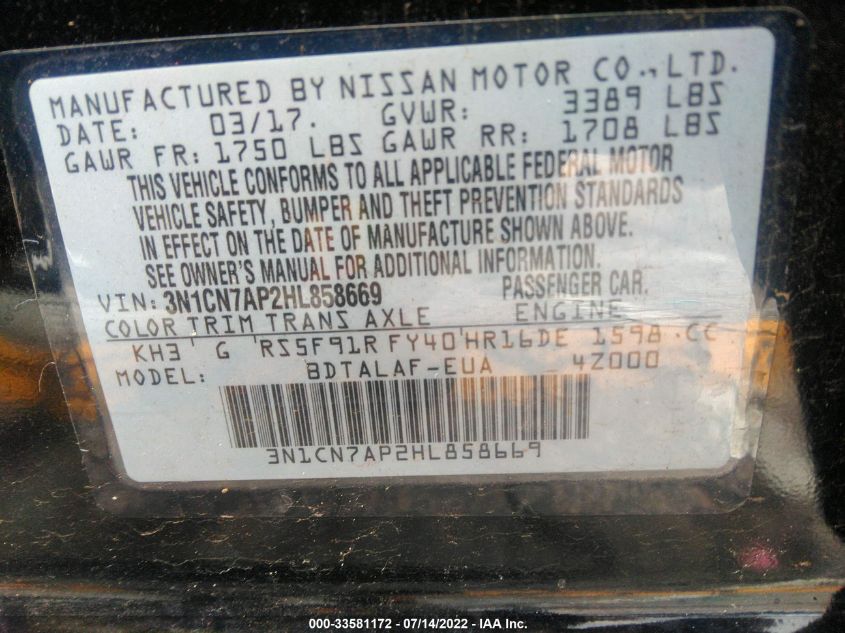 MANUFACTURED BY NISSAN MOTOR CO., LTD.
DATE: 03/17. GVWR: 3389 LBS
GAWR FR: 1750 LBS GAWR RR: 1708 LBS
THIS VEHICLE CONFORMS TO ALL APPLICABLE FEDERAL MOTOR
VEHICLE SAFETY, BUMPER AND THEFT PREVENTION STANDARDS
IN EFFECT ON THE DATE OF MANUFACTURE SHOWN ABOVE.
SEE OWNER'S MANUAL FOR ADDITIONAL INFORMATION.
VIN: 3N1CN7AP2HL858669 PASSENGER CAR.
COLOR TRIM TRANS AXLE ENGINE
KH3 G RS5F91R FY40 HR16DE 1598 CC
MODEL: BDTALAF-EUA 4Z000
3N1CN7AP2HL858669
000-33581172 - 07/14/2022 - IAA Inc.